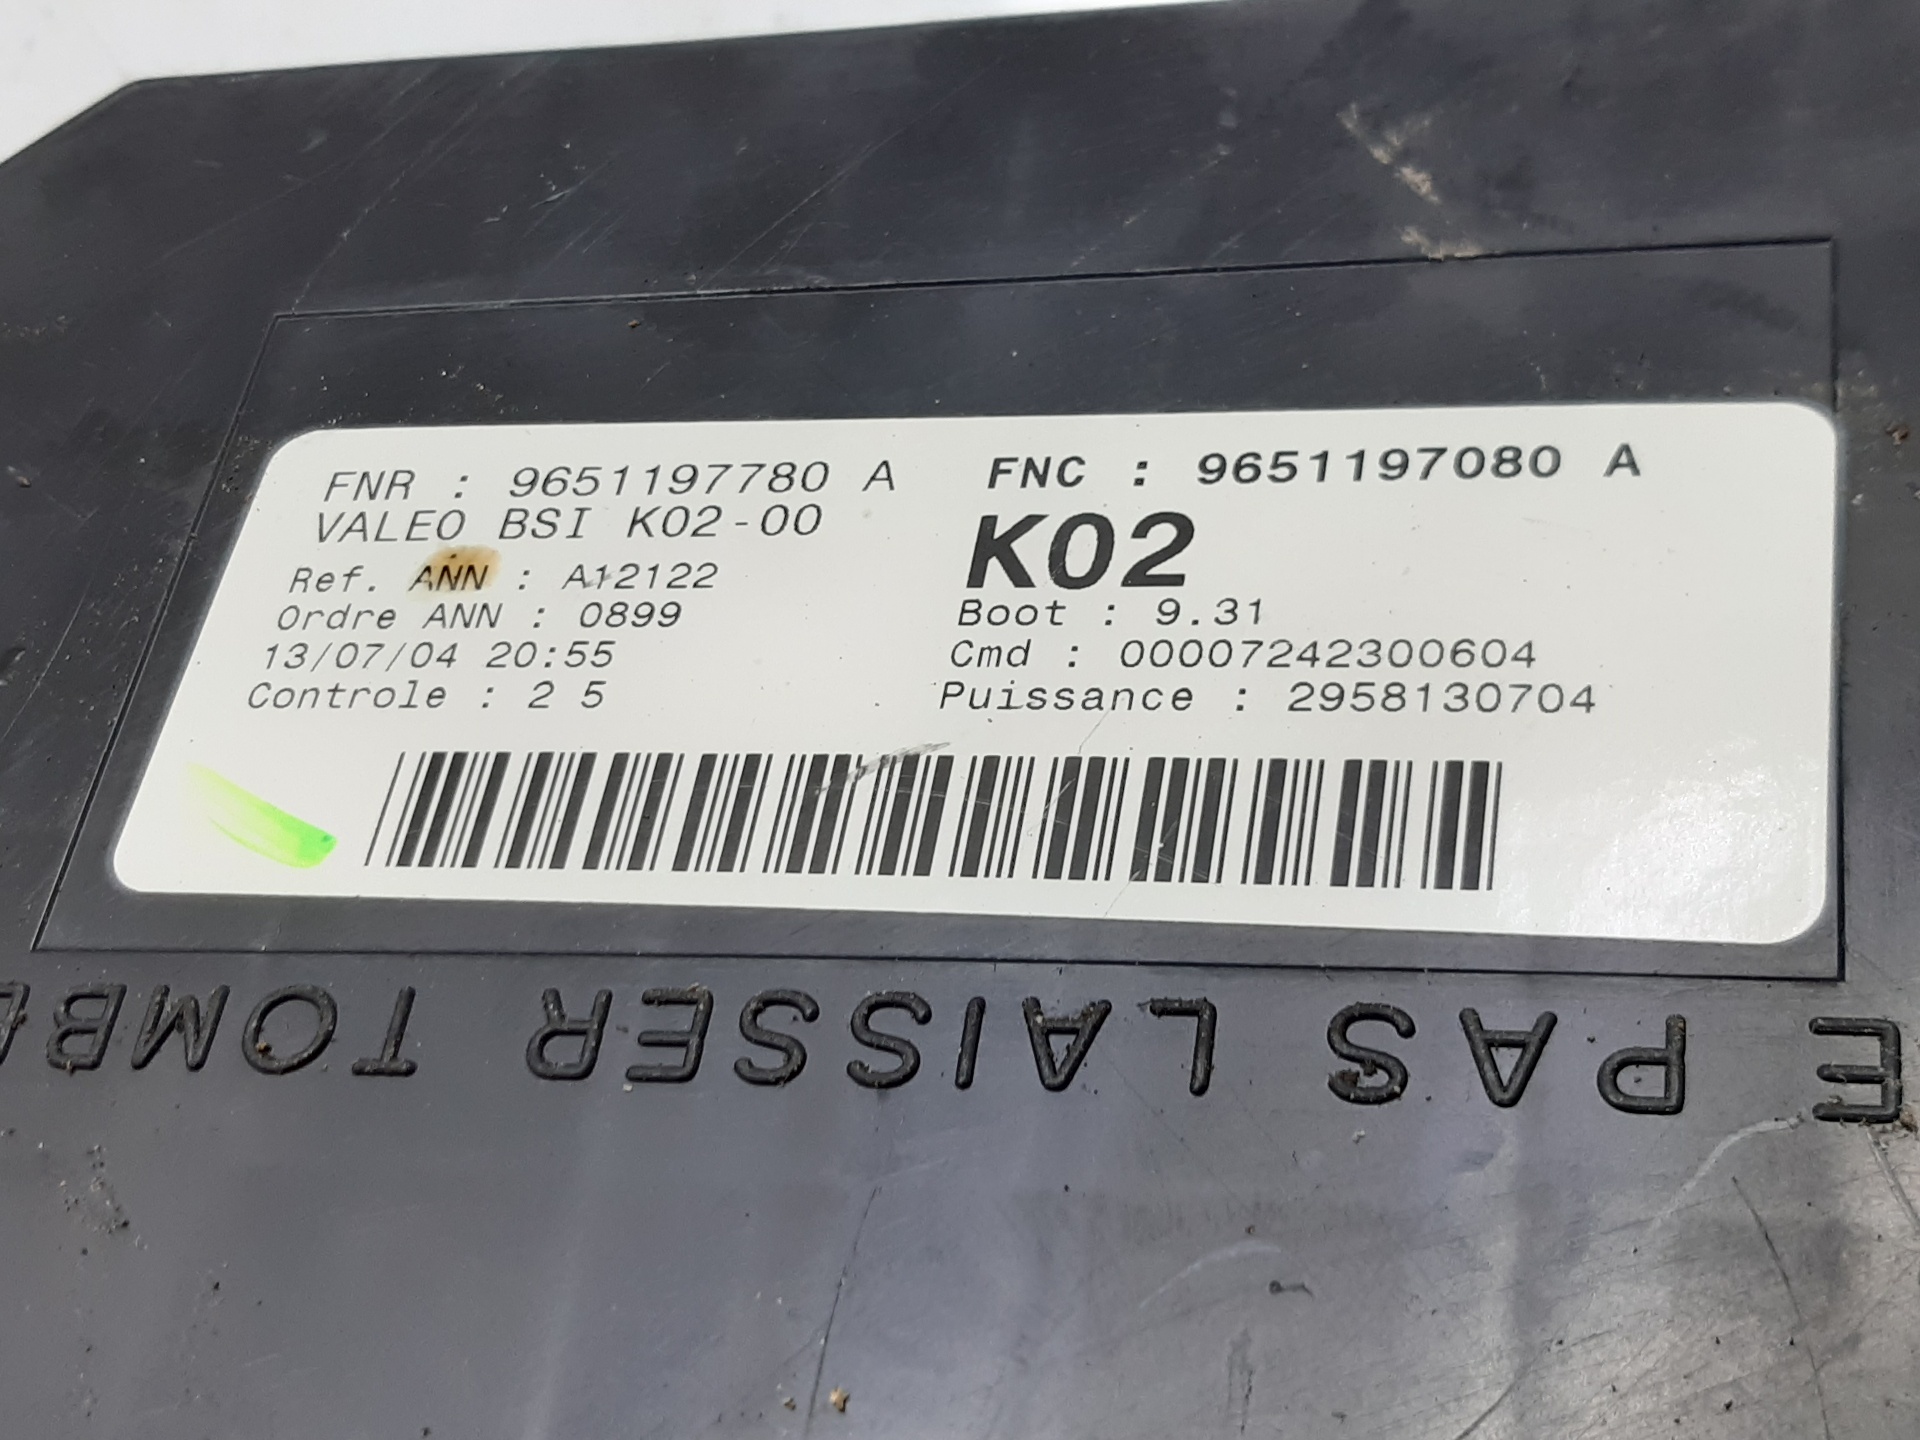 FNR : 9651197780 A
VALEO BSI K02-00
Ref. ANN : A12122
Ordre ANN : 0899
13/07/04 20:55
Controle : 2 5
FNC : 9651197080 A
K02
Boot : 9.31
Cmd : 00007242300604
Puissance : 2958130704
E PAS LAISSER TOMBE